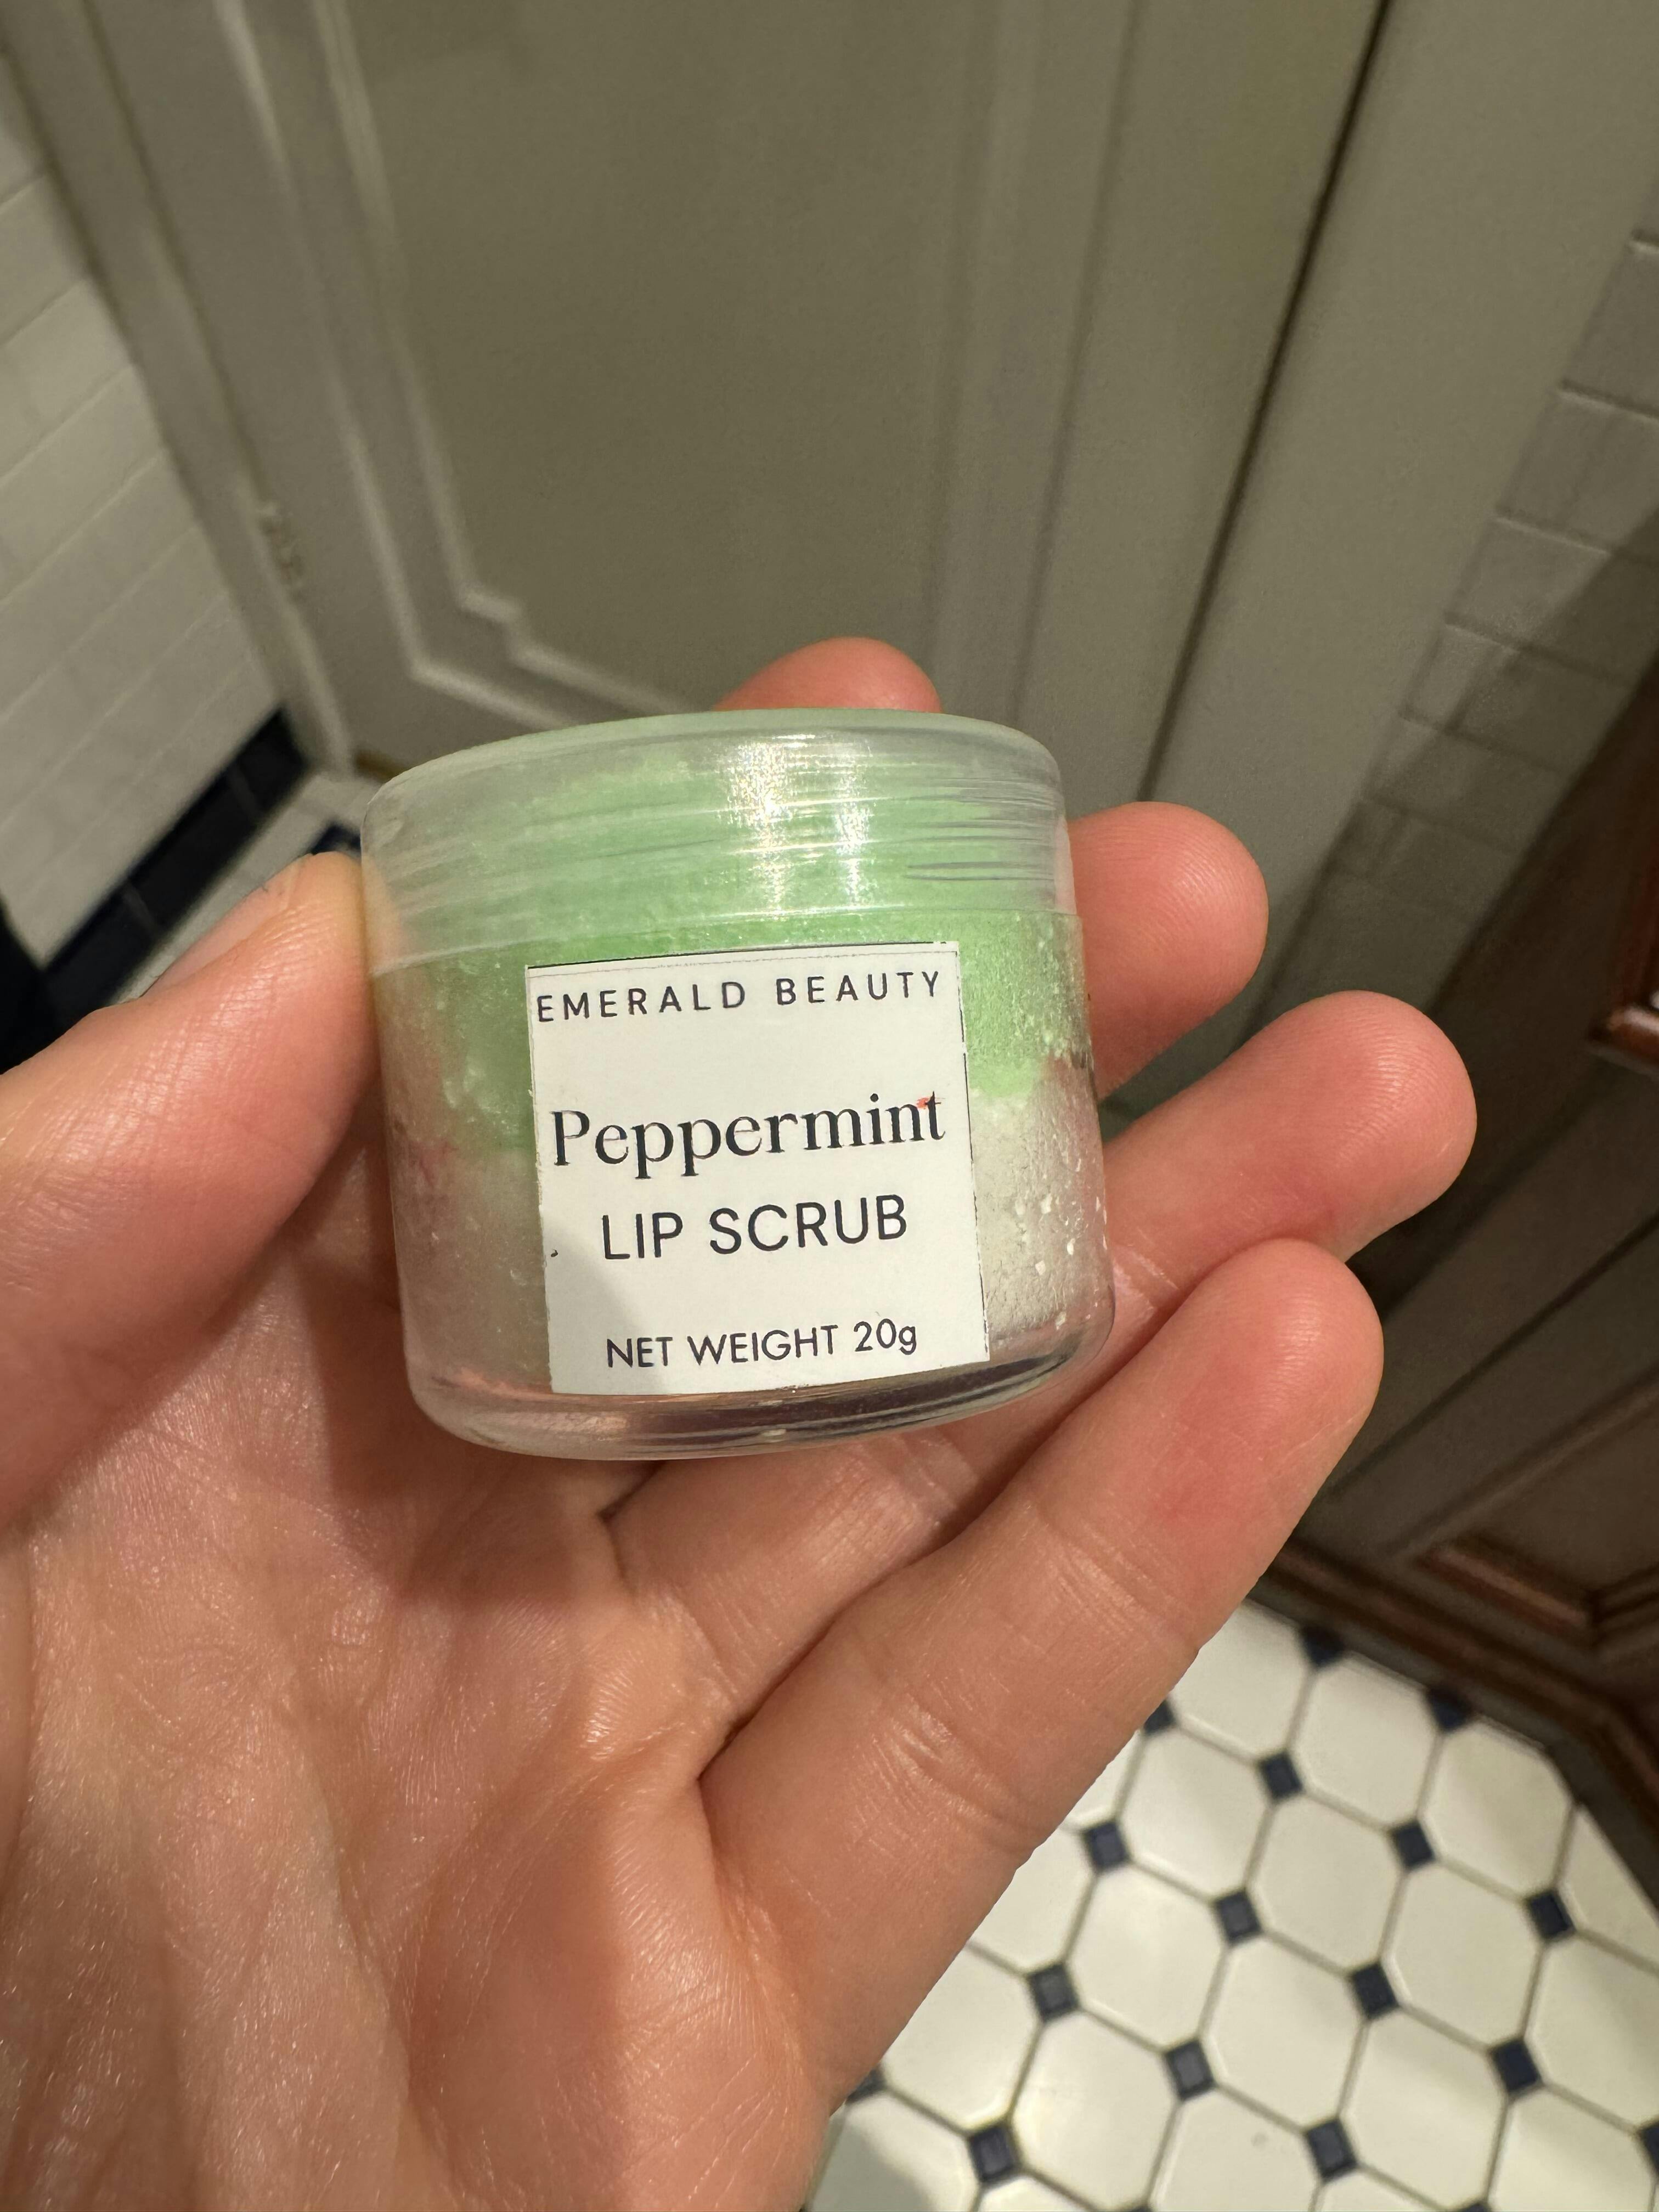 EMERALD BEAUTY
Peppermint
LIP SCRUB
NET WEIGHT 20g